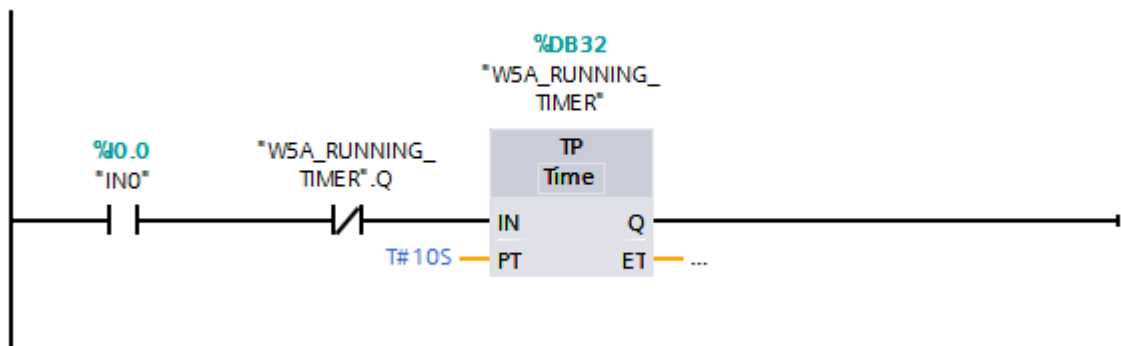 %DB32
"W5A_RUNNING_
TIMER"
%I0.0
"IN0"
"W5A_RUNNING_
TIMER".Q
TP
Time
IN
Q
T#10S
PT
ET
...